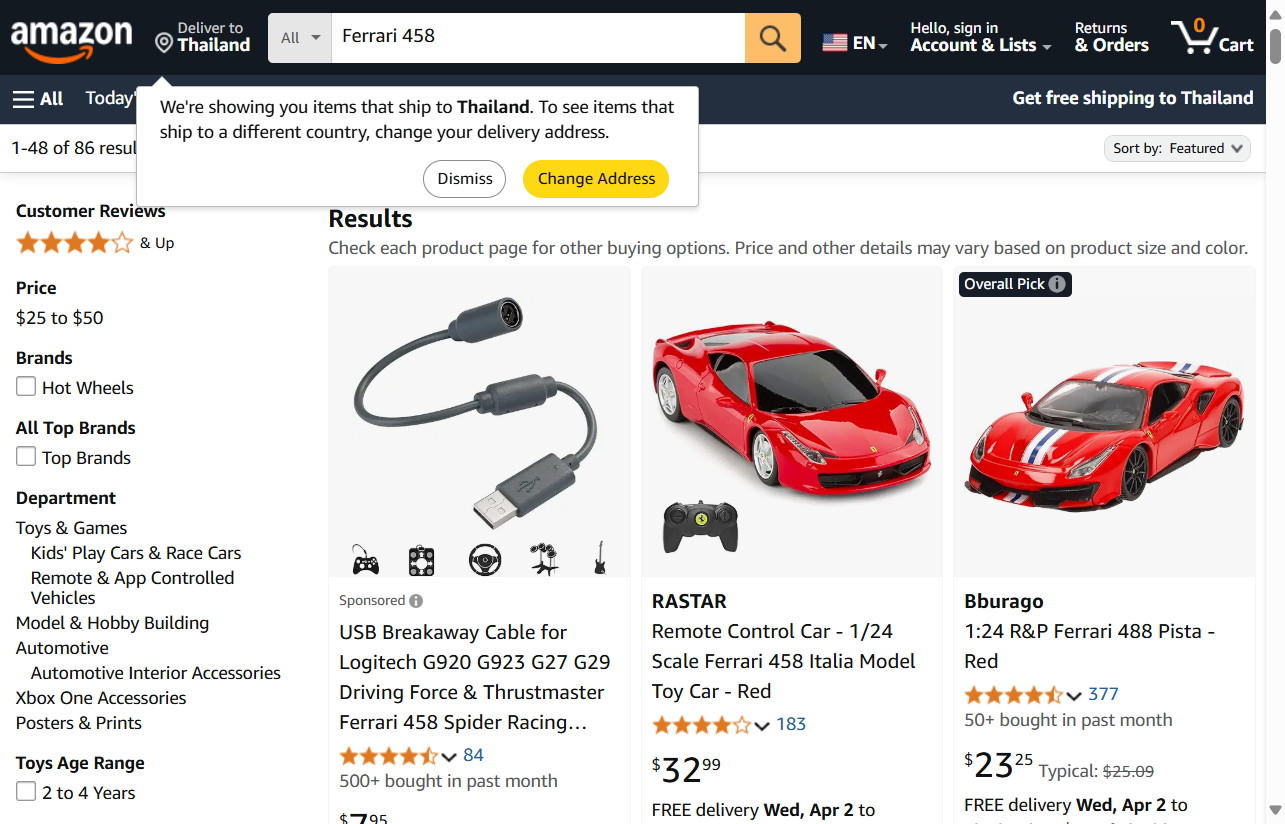 amazon
Deliver to
Thailand
All
Ferrari 458
EN
Hello, sign in
Account & Lists
Returns
& Orders
0
Cart
All
Today'
Get free shipping to Thailand
We're showing you items that ship to Thailand. To see items that
ship to a different country, change your delivery address.
Dismiss
Change Address
1-48 of 86
Sort by: Featured
Customer Reviews
& Up
Price
$25 to $50
Brands
Hot Wheels
All Top Brands
Top Brands
Department
Toys & Games
Kids' Play Cars & Race Cars
Remote & App Controlled
Vehicles
Model & Hobby Building
Automotive
Automotive Interior Accessories
Xbox One Accessories
Posters & Prints
Toys Age Range
2 to 4 Years
Results
Check each product page for other buying options. Price and other details may vary based on product size and color.
Sponsored
USB Breakaway Cable for
Logitech G920 G923 G27 G29
Driving Force & Thrustmaster
Ferrari 458 Spider Racing...
84
500+ bought in past month
$7.95
RASTAR
Remote Control Car - 1/24
Scale Ferrari 458 Italia Model
Toy Car - Red
183
$32.99
FREE delivery Wed, Apr 2 to
Overall Pick
Bburago
1:24 R&P Ferrari 488 Pista -
Red
377
50+ bought in past month
$23.25 Typical: $25.09
FREE delivery Wed, Apr 2 to